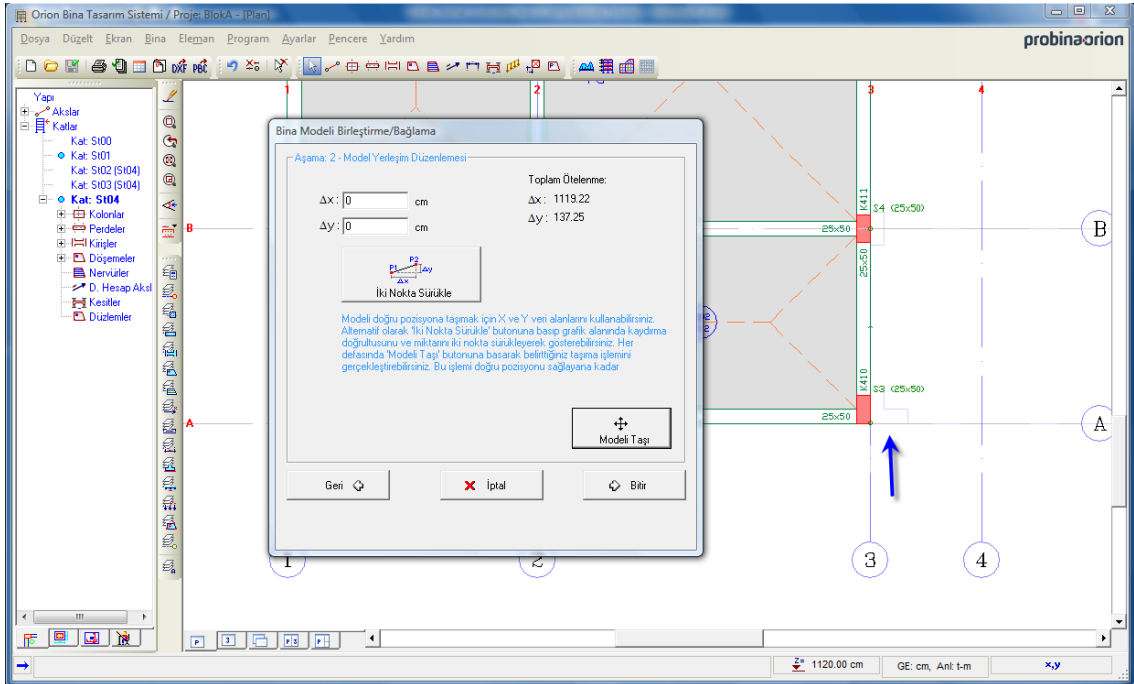 Orion Bina Tasarım Sistemi / Proje: BlokA - [Plan]
Dosya Düzelt Ekran Bina Eleman Program Ayarlar Pencere Yardım
probina:orion
DXF PBC
Yapı
Akslar
Katlar
Kat: St00
Kat: St01
Kat: St02 (St04)
Kat: St03 (St04)
Kat: St04
Kolonlar
Perdeler
Kirişler
Döşemeler
Nervürler
D. Hesap Aksl
Kesitler
Düzlemler
1 2 3 4
Bina Modeli Birleştirme/Bağlama
Aşama: 2 - Model Yerleşim Düzenlemesi
Toplam Ötelenme:
Δx : 0 cm
Δx : 1119.22
Δy : 0 cm
Δy : 137.25
P1 P2 Δy
Δx
İki Nokta Sürükle
Modeli doğru pozisyona taşımak için X ve Y veri alanlarını kullanabilirsiniz.
Alternatif olarak 'İki Nokta Sürükle' butonuna basıp grafik alanında kaydırma
doğrultusunu ve miktarını iki nokta sürükleyerek gösterebilirsiniz. Her
defasında 'Modeli Taşı' butonuna basarak belirttiğiniz taşıma işlemini
gerçekleştirebilirsiniz. Bu işlemi doğru pozisyonu sağlayana kadar
Modeli Taşı
Geri
İptal
Bitir
K411
S4 (25x50)
B
25x50
B
25x50
K410
S3 (25x50)
A
25x50
A
1 2 3 4
P 3 P3 P
Z= 1120.00 cm
GE: cm, Anl: t-m
x,y